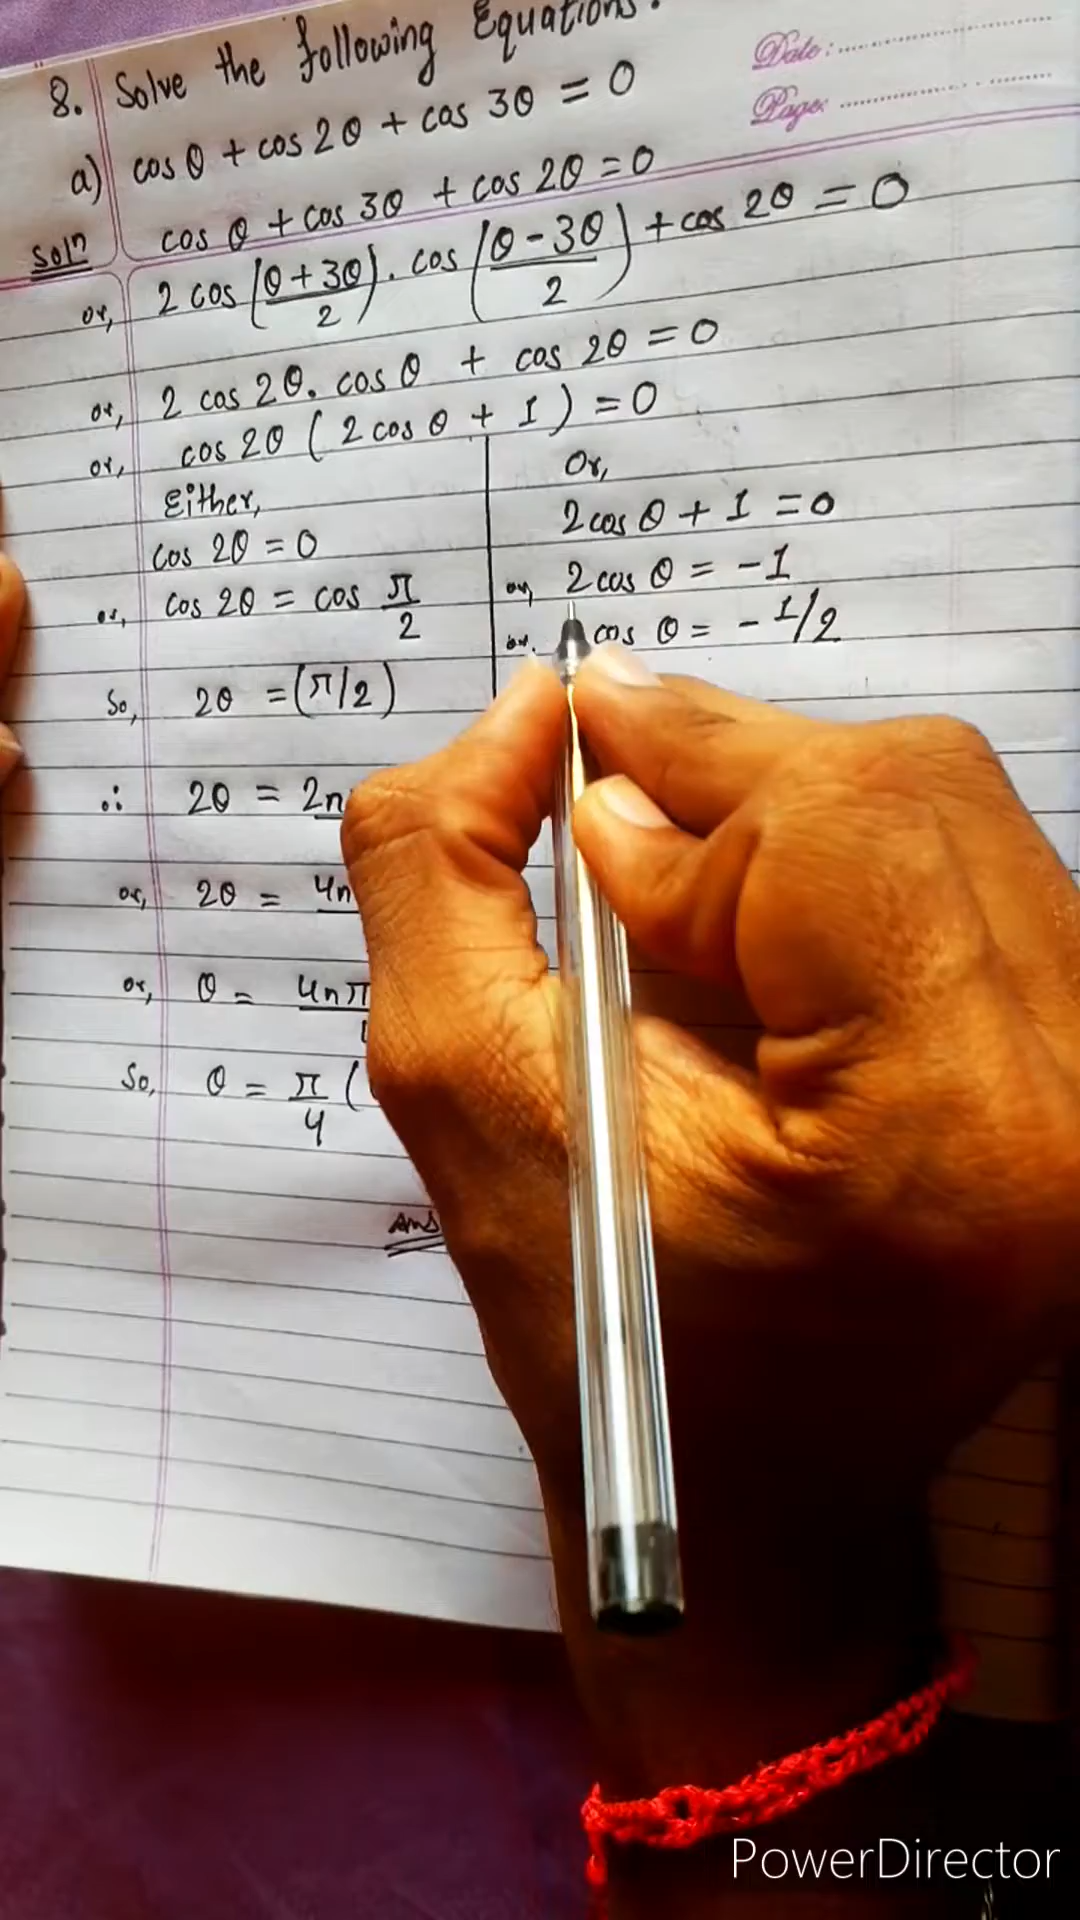 Date:
Page:
8. Solve the following Equations.
a) cos θ + cos 2θ + cos 3θ = 0
Solⁿ cos θ + cos 3θ + cos 2θ = 0
or, 2 cos (θ + 3θ / 2) . cos (θ - 3θ / 2) + cos 2θ = 0
or, 2 cos 2θ. cos θ + cos 2θ = 0
or, cos 2θ ( 2 cos θ + 1 ) = 0
Either,
cos 2θ = 0
or, cos 2θ = cos π/2
So, 2θ = (π/2)
∴ 2θ = 2n
or, 2θ = 4n
or, θ = 4nπ
So, θ = π/4 (
Ans
Or,
2 cos θ + 1 = 0
or, 2 cos θ = -1
or. cos θ = - 1/2
PowerDirector